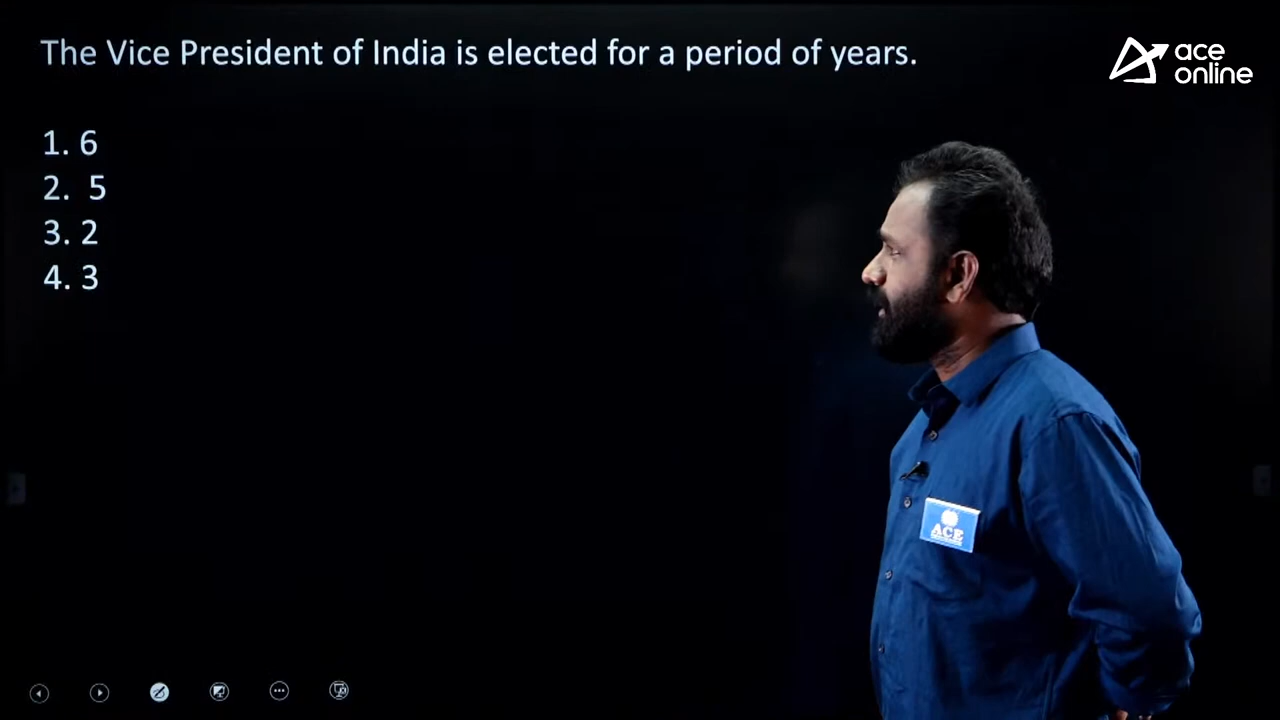 The Vice President of India is elected for a period of years.
ace
online
1. 6
2. 5
3. 2
4. 3
ACE